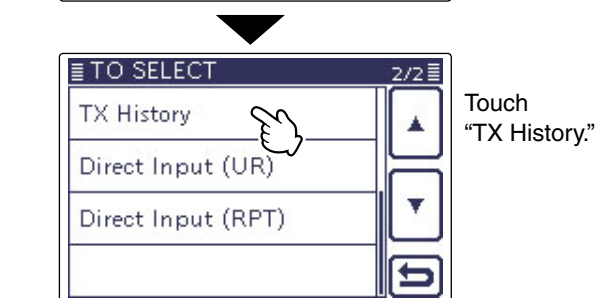 TO SELECT 2/2
TX History
Direct Input (UR)
Direct Input (RPT)
Touch
“TX History.”